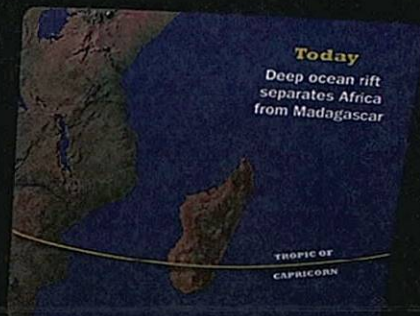 Today
Deep ocean rift
separates Africa
from Madagascar
TROPIC OF
CAPRICORN